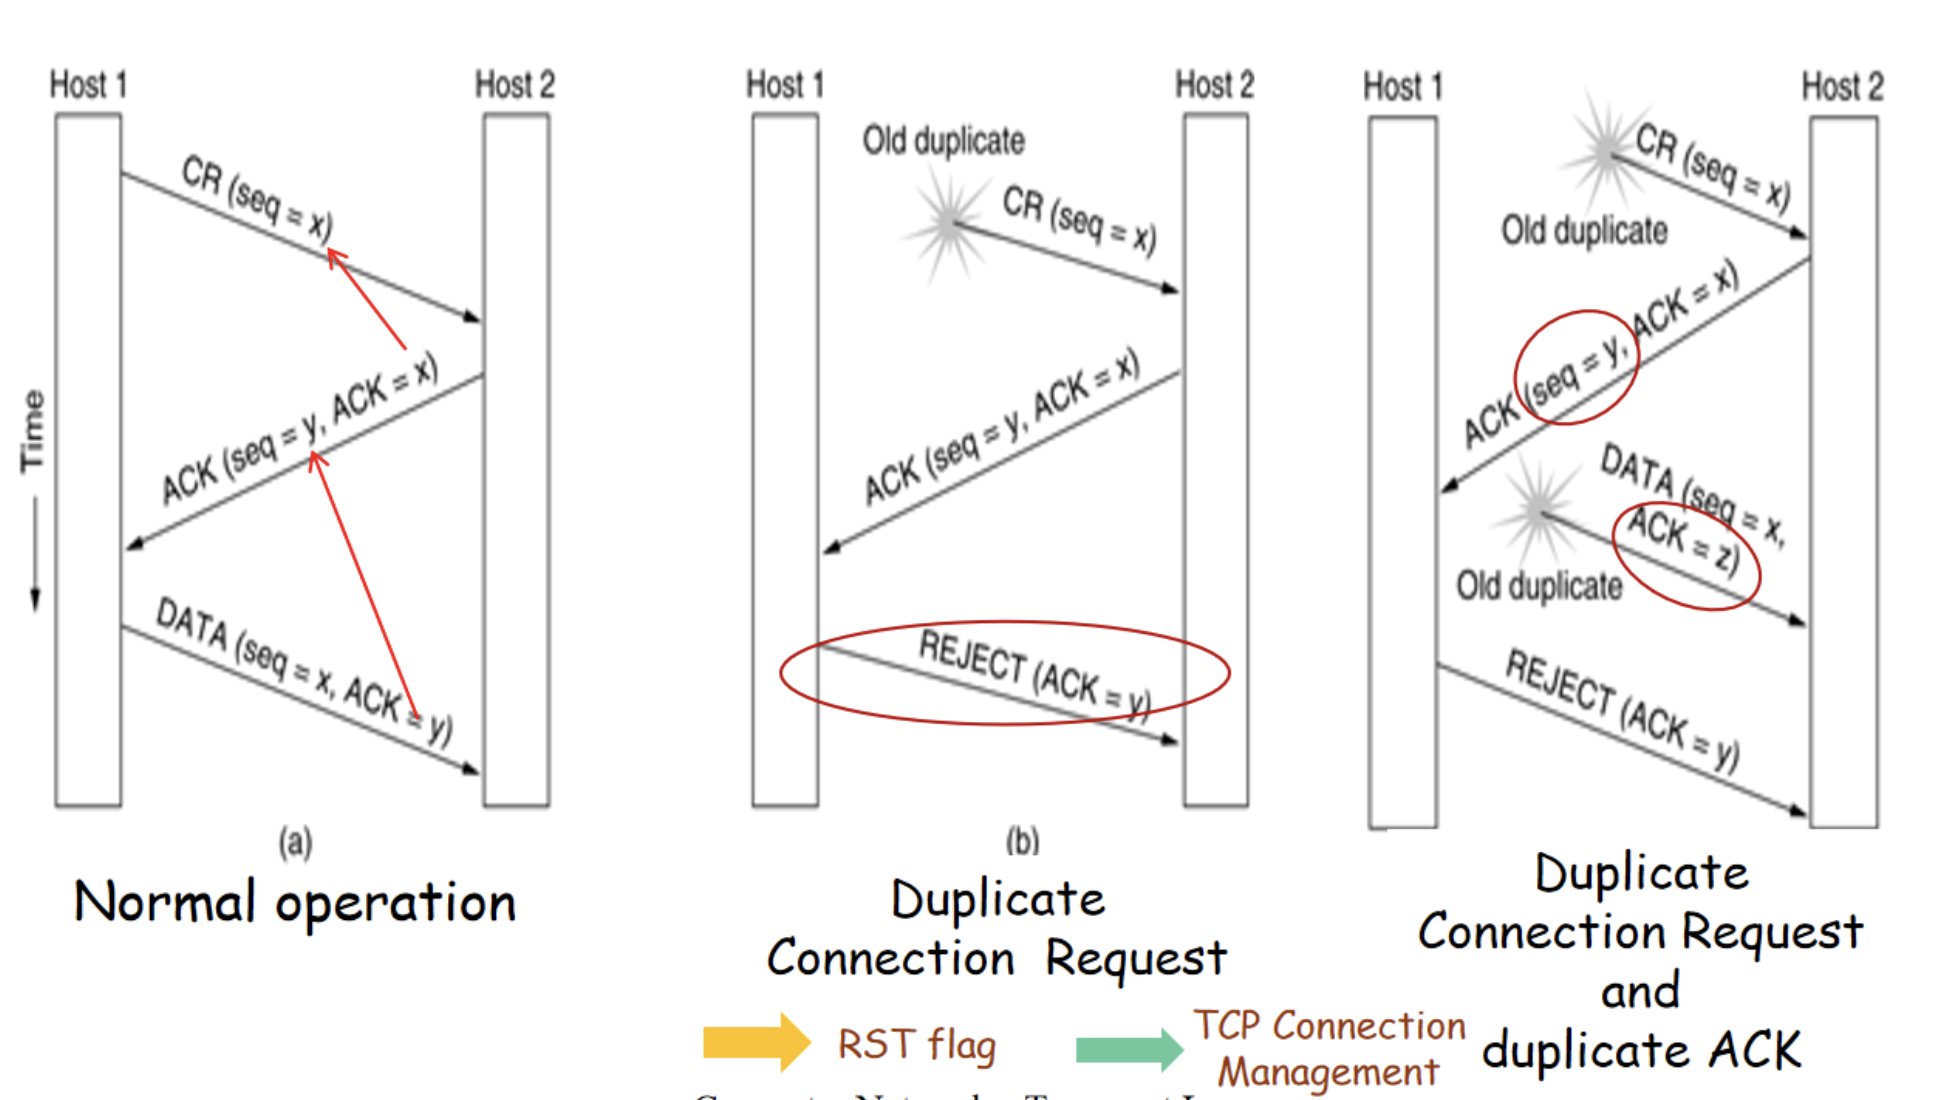 Host 1
Host 2
CR (seq = x)
ACK (seq = y, ACK = x)
DATA (seq = x, ACK = y)
Time
(a)
Normal operation
Host 1
Host 2
Old duplicate
CR (seq = x)
ACK (seq = y, ACK = x)
REJECT (ACK = y)
(b)
Duplicate
Connection Request
Host 1
Host 2
CR (seq = x)
Old duplicate
ACK (seq = y, ACK = x)
DATA (seq = x,
ACK = z)
Old duplicate
REJECT (ACK = y)
Duplicate
Connection Request
and
duplicate ACK
RST flag
TCP Connection
Management